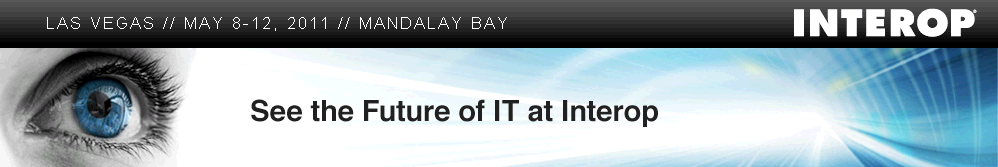 LAS VEGAS // MAY 8-12, 2011 // MANDALAY BAY
INTEROP®
See the Future of IT at Interop